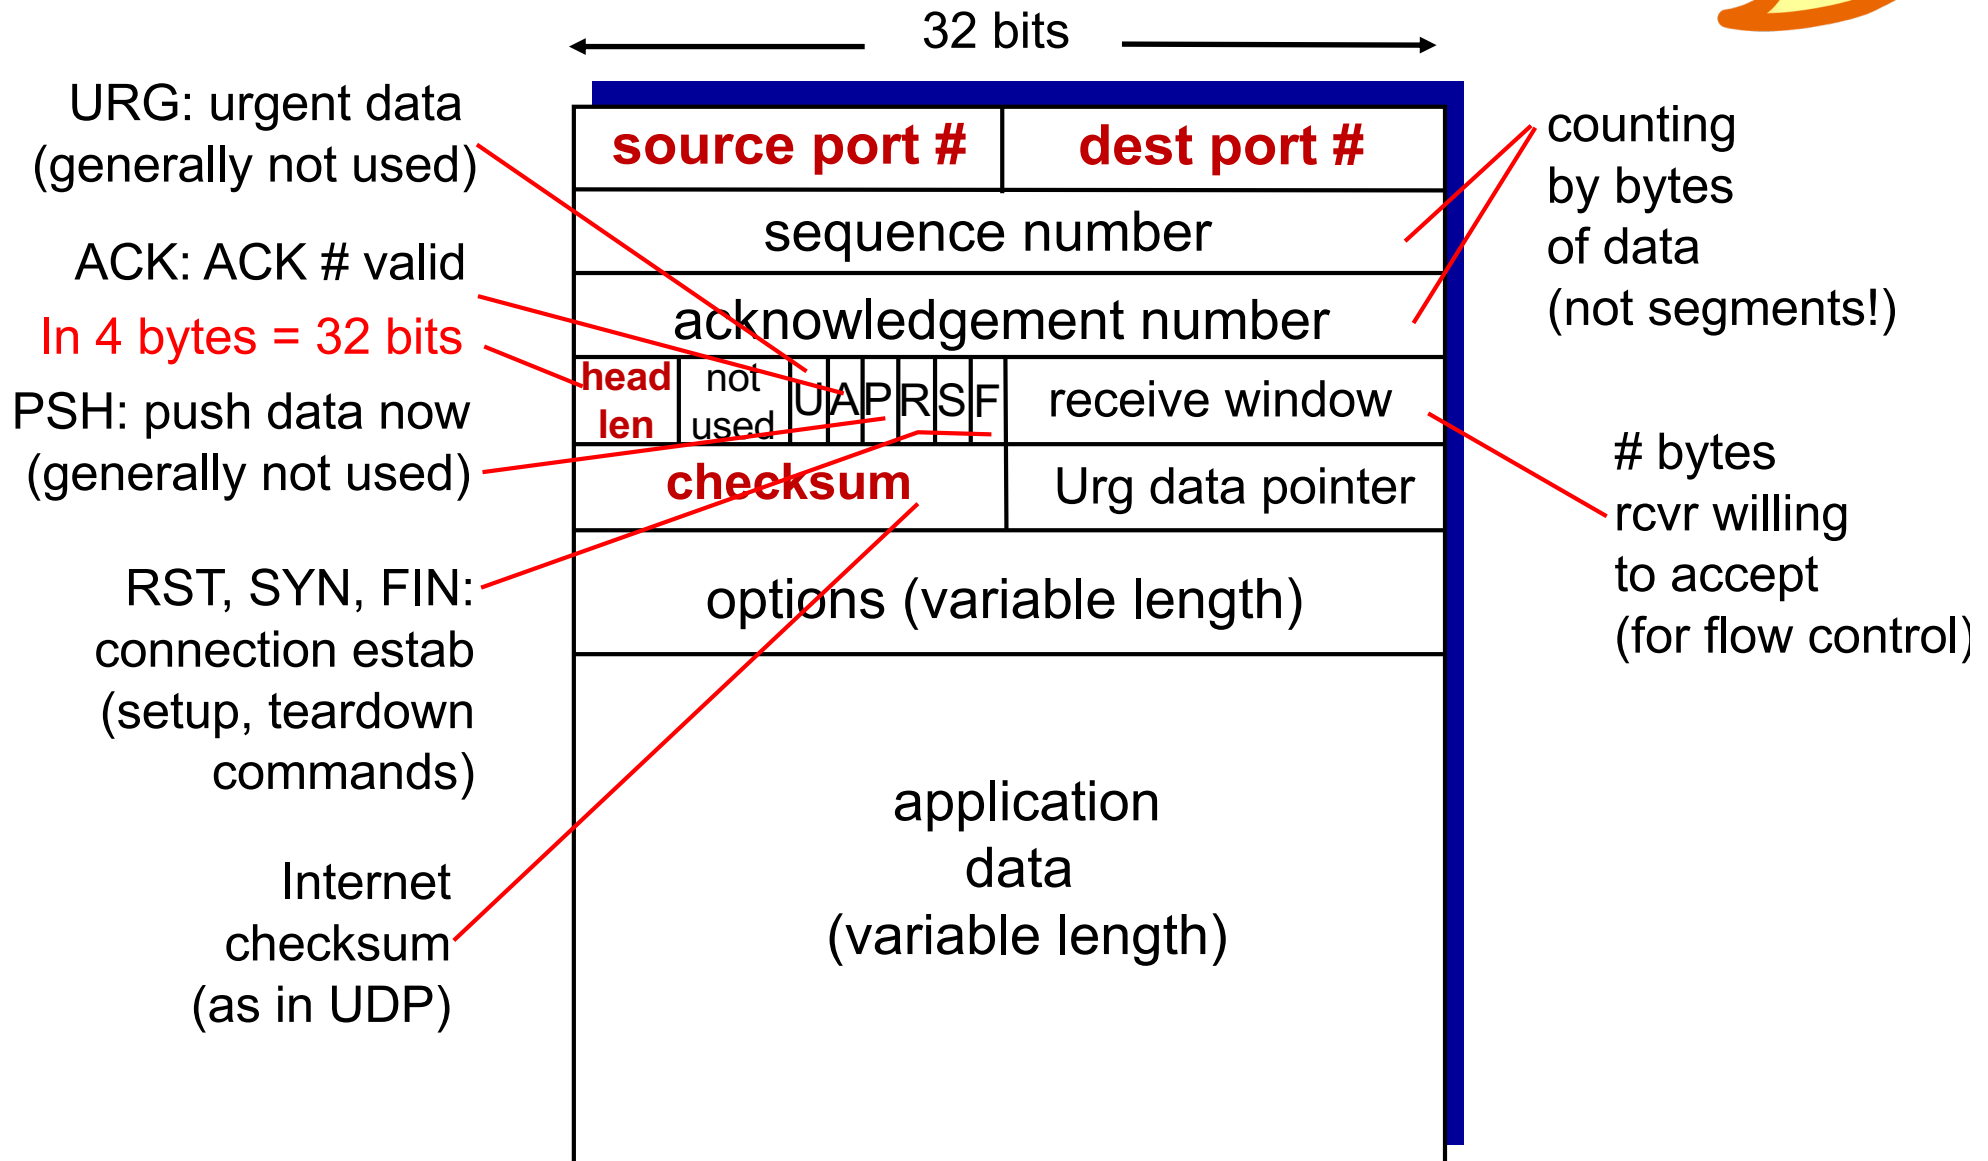 32 bits
URG: urgent data
(generally not used)
ACK: ACK # valid
In 4 bytes = 32 bits
PSH: push data now
(generally not used)
RST, SYN, FIN:
connection estab
(setup, teardown
commands)
Internet
checksum
(as in UDP)
source port # dest port #
sequence number
acknowledgement number
head
len
not
used
U A P R S F
receive window
checksum
Urg data pointer
options (variable length)
application
data
(variable length)
counting
by bytes
of data
(not segments!)
# bytes
rcvr willing
to accept
(for flow control)